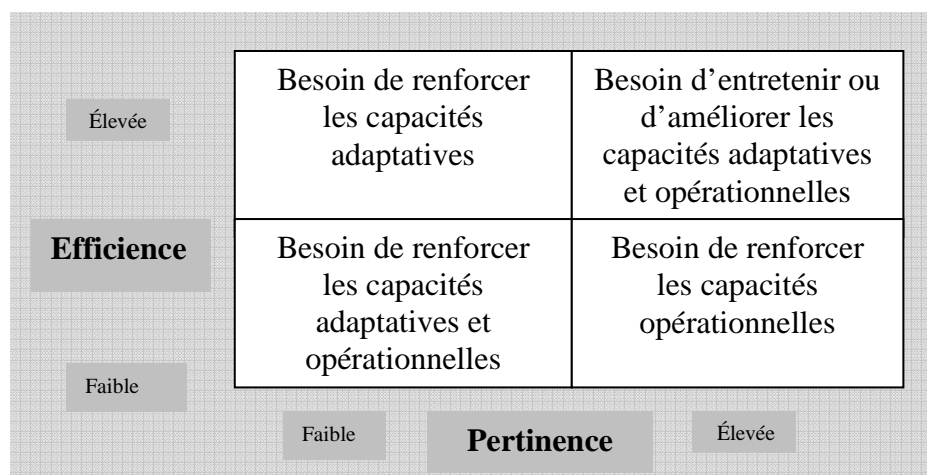 Besoin de renforcer
les capacités
adaptatives
Besoin d’entretenir ou
d’améliorer les
capacités adaptatives
et opérationnelles
Élevée
Efficience
Besoin de renforcer
les capacités
adaptatives et
opérationnelles
Besoin de renforcer
les capacités
opérationnelles
Faible
Faible
Pertinence
Élevée